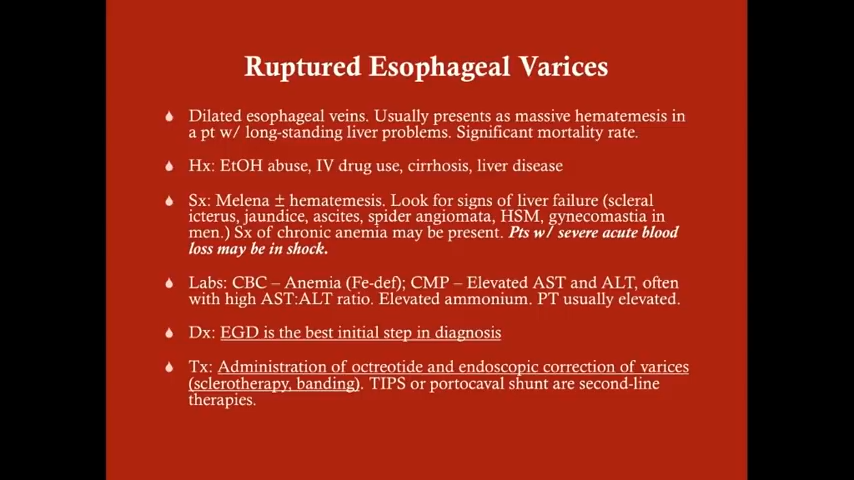 Ruptured Esophageal Varices
Dilated esophageal veins. Usually presents as massive hematemesis in
a pt w/ long-standing liver problems. Significant mortality rate.
Hx: EtOH abuse, IV drug use, cirrhosis, liver disease
Sx: Melena ± hematemesis. Look for signs of liver failure (scleral
icterus, jaundice, ascites, spider angiomata, HSM, gynecomastia in
men.) Sx of chronic anemia may be present. Pts w/ severe acute blood
loss may be in shock.
Labs: CBC – Anemia (Fe-def); CMP – Elevated AST and ALT, often
with high AST:ALT ratio. Elevated ammonium. PT usually elevated.
Dx: EGD is the best initial step in diagnosis
Tx: Administration of octreotide and endoscopic correction of varices
(sclerotherapy, banding). TIPS or portocaval shunt are second-line
therapies.